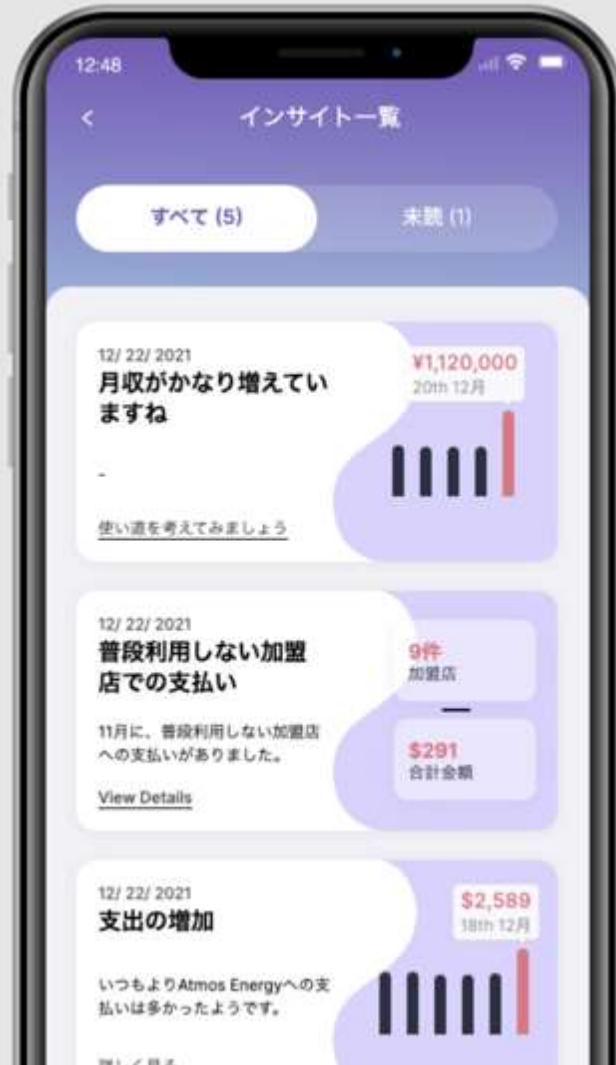 12:48
インサイト一覧
すべて (5)
未読 (1)
12/ 22/ 2021
月収がかなり増えてい
ますね
-
使い道を考えてみましょう
¥1,120,000
20th 12月
12/ 22/ 2021
普段利用しない加盟
店での支払い
11月に、普段利用しない加盟店
への支払いがありました。
View Details
9件
加盟店
$291
合計金額
12/ 22/ 2021
支出の増加
いつもよりAtmos Energyへの支
払いは多かったようです。
$2,589
18th 12月